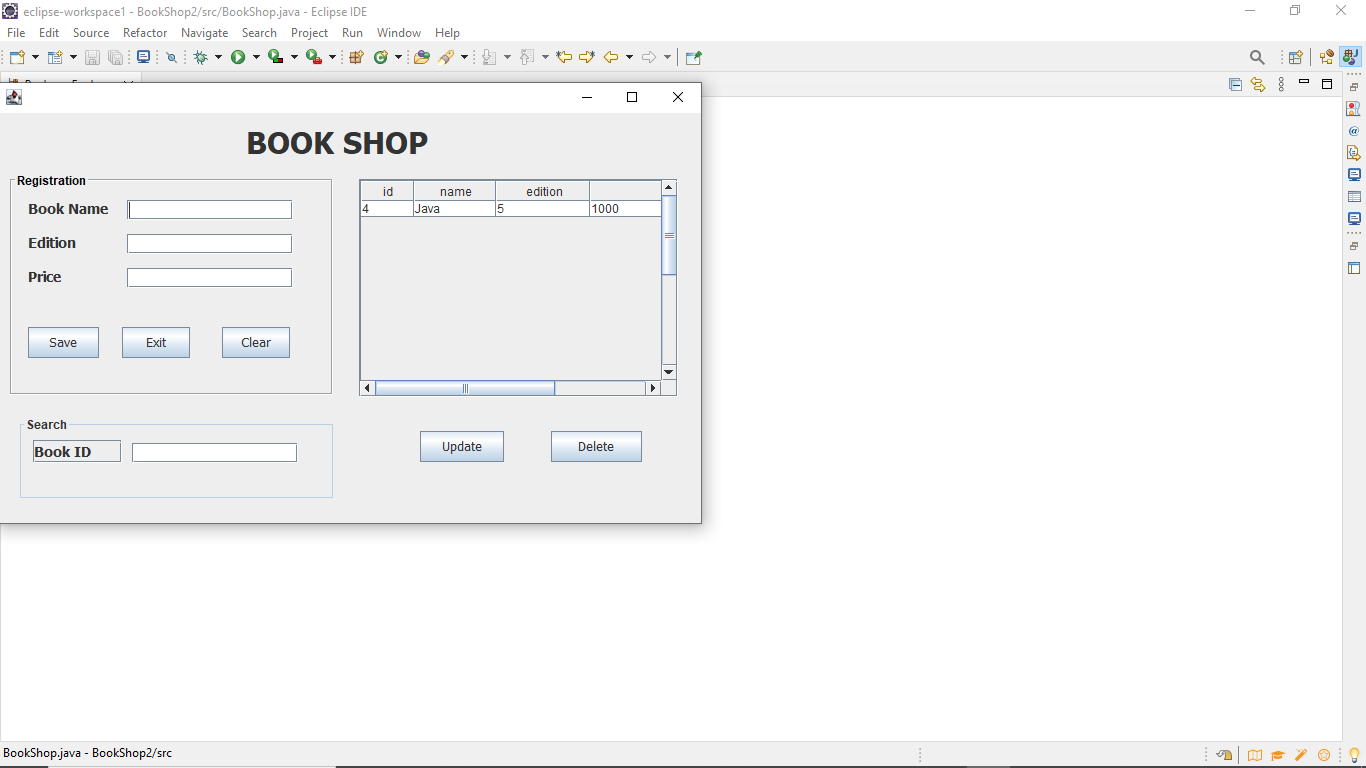 eclipse-workspace1 - BookShop2/src/BookShop.java - Eclipse IDE
File Edit Source Refactor Navigate Search Project Run Window Help
BOOK SHOP
Registration
Book Name
Edition
Price
Save Exit Clear
id name edition
4 Java 5 1000
Search
Book ID
Update Delete
BookShop.java - BookShop2/src